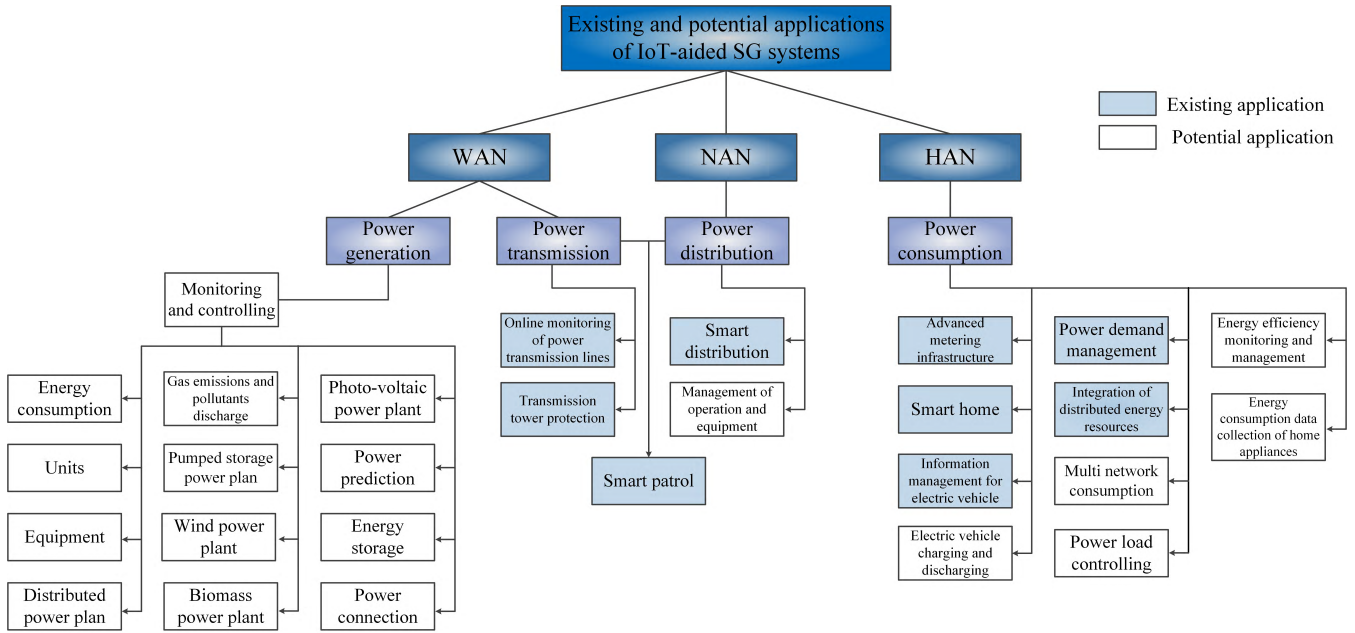 Existing and potential applications
of IoT-aided SG systems
Existing application
Potential application
WAN
NAN
HAN
Power
generation
Power
transmission
Power
distribution
Power
consumption
Monitoring
and controlling
Energy
consumption
Units
Equipment
Distributed
power plan
Gas emissions and
pollutants
discharge
Pumped storage
power plan
Wind power
plant
Biomass
power plant
Photo-voltaic
power plant
Power
prediction
Energy
storage
Power
connection
Online monitoring
of power
transmission lines
Transmission
tower protection
Smart patrol
Smart
distribution
Management of
operation and
equipment
Advanced
metering
infrastructure
Smart home
Information
management for
electric vehicle
Electric vehicle
charging and
discharging
Power demand
management
Integration of
distributed energy
resources
Multi network
consumption
Power load
controlling
Energy efficiency
monitoring and
management
Energy
consumption data
collection of home
appliances